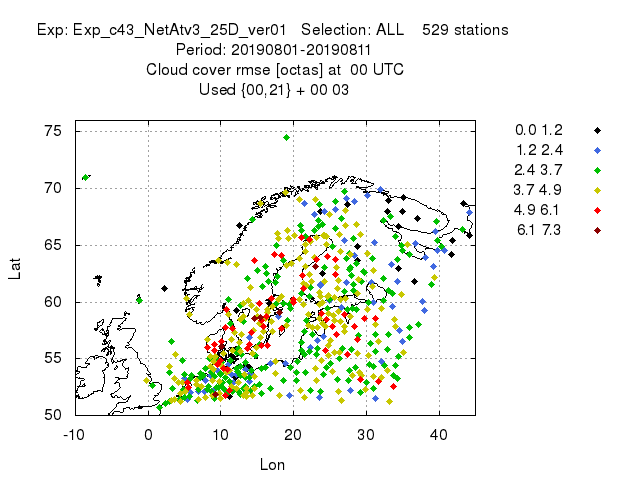 Exp: Exp_c43_NetAtv3_25D_ver01 Selection: ALL 529 stations
Period: 20190801-20190811
Cloud cover rmse [octas] at 00 UTC
Used {00,21} + 00 03
75
70
65
60
55
50
-10 0 10 20 30 40
Lat
Lon
0.0 1.2
1.2 2.4
2.4 3.7
3.7 4.9
4.9 6.1
6.1 7.3